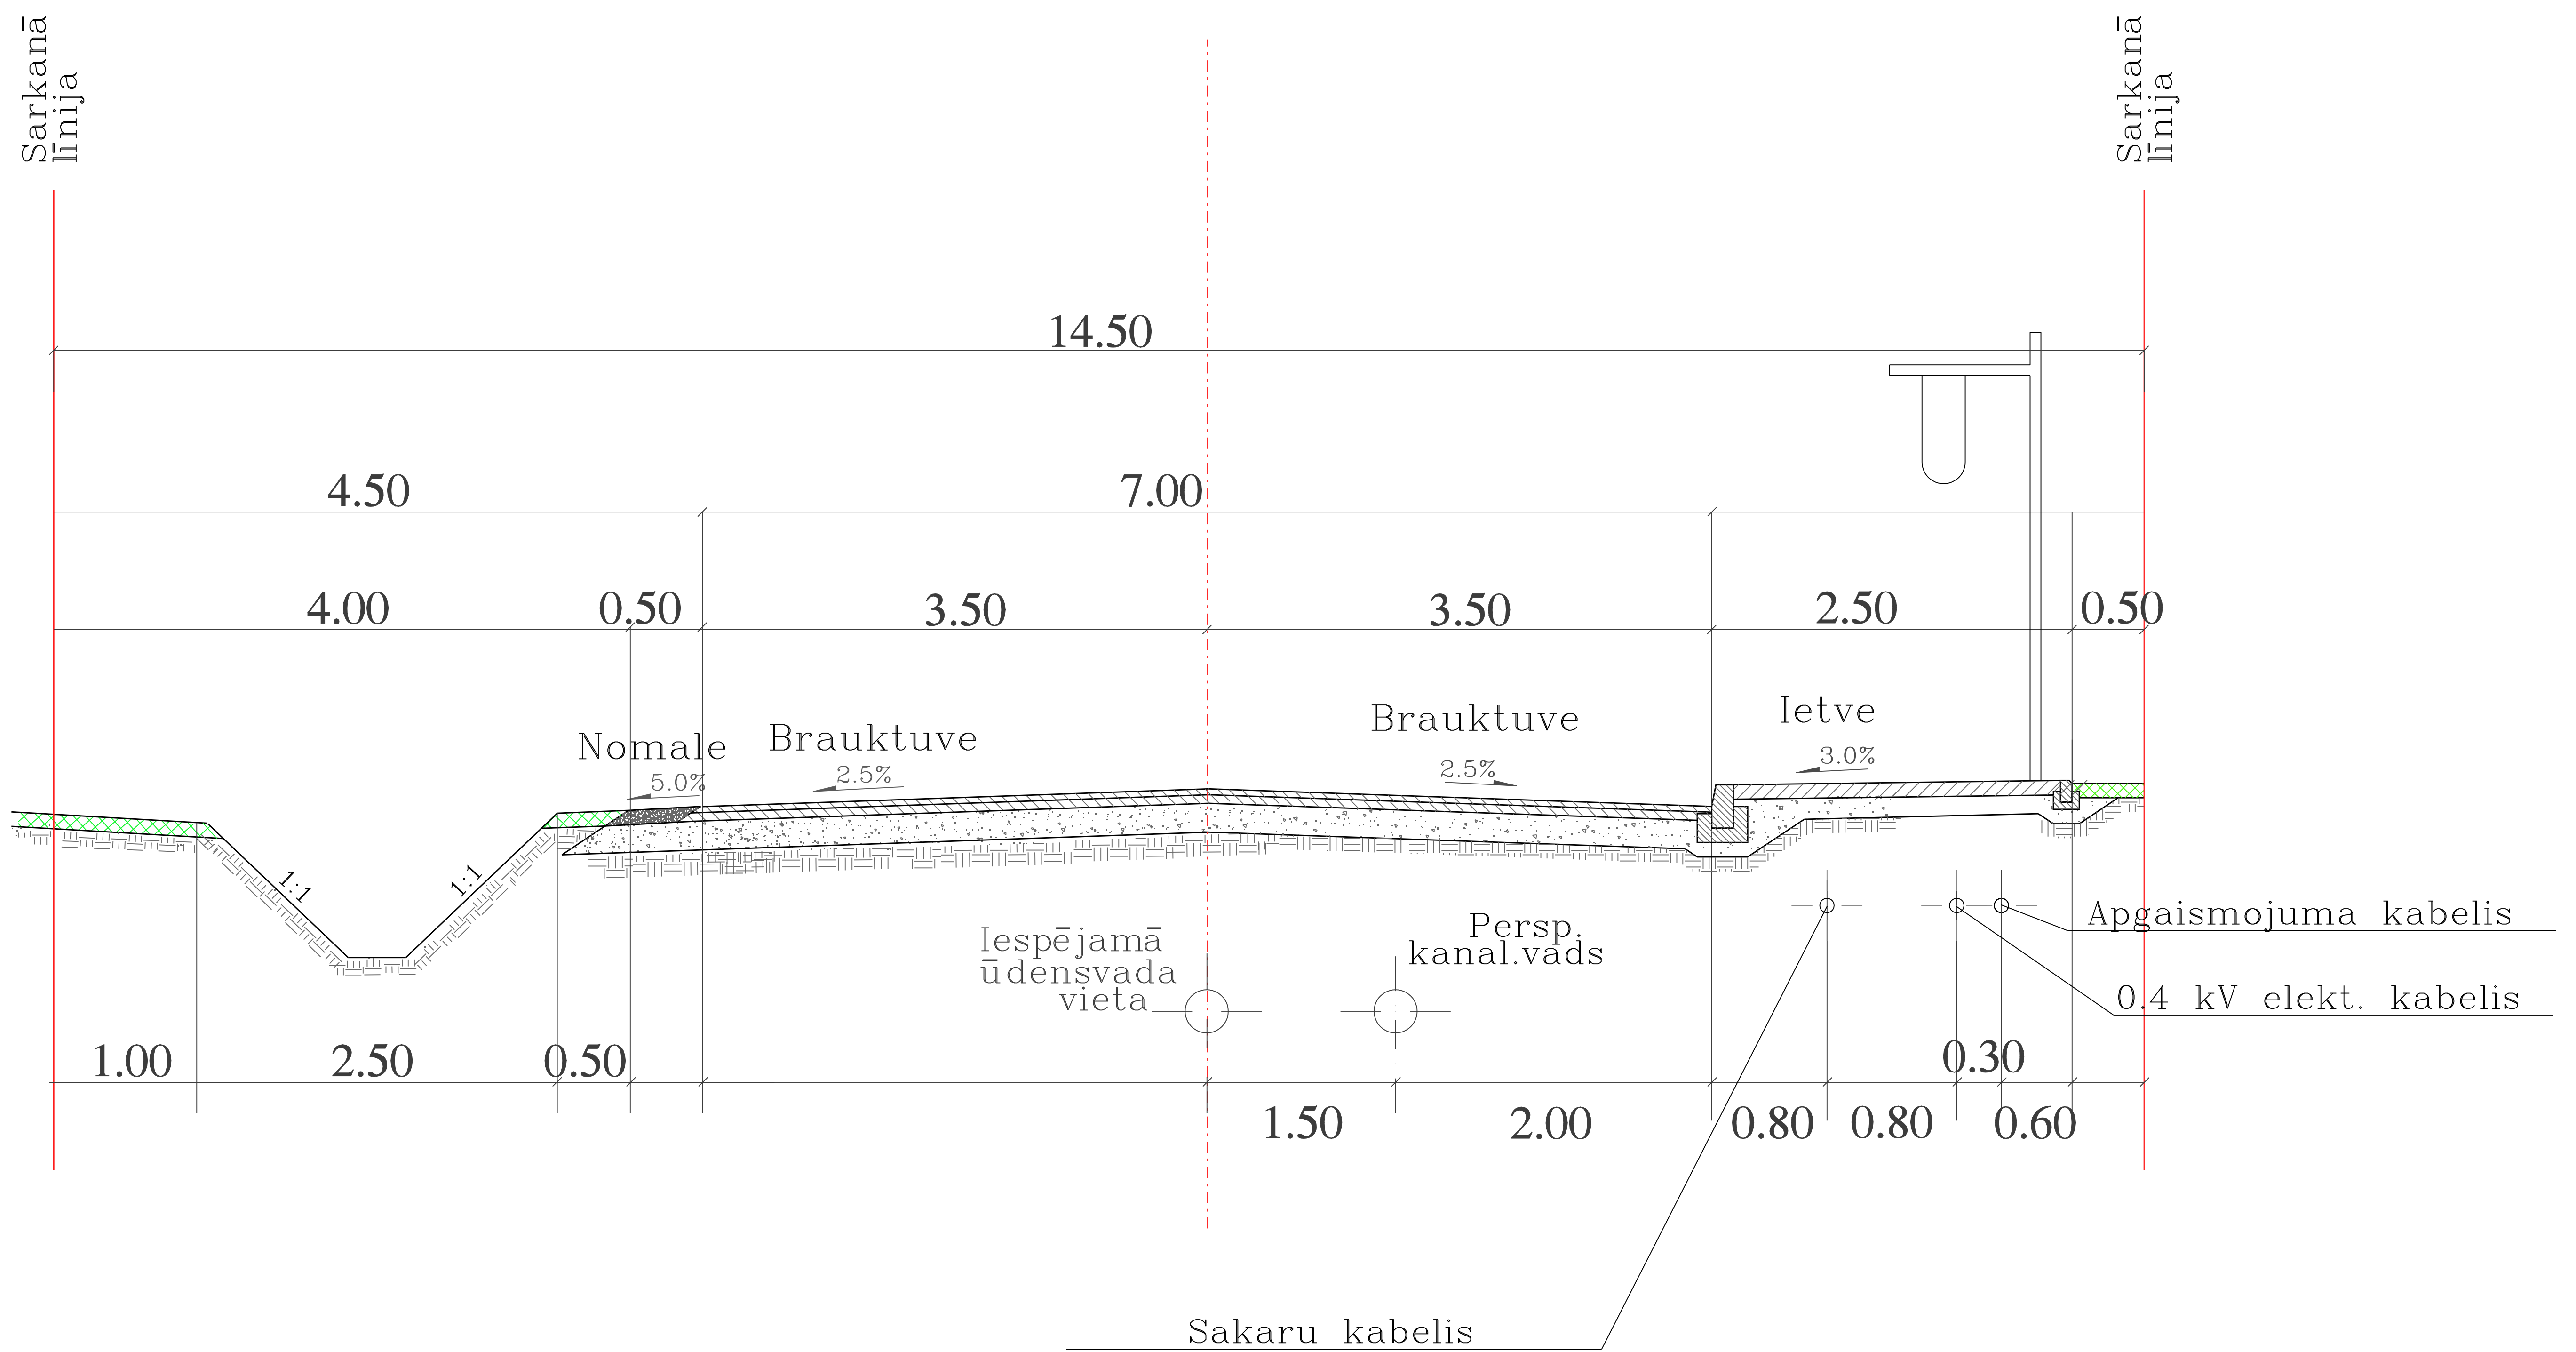 Sarkanā
līnija
Sarkanā
līnija
14.50
4.50
7.00
4.00
0.50
3.50
3.50
2.50
0.50
Nomale
Brauktuve
Brauktuve
Ietve
5.0%
2.5%
2.5%
3.0%
1:1
1:1
Iespējamā
ūdensvada
vieta
Persp.
kanal.vads
Apgaismojuma kabelis
0.4 kV elekt. kabelis
1.00
2.50
0.50
0.30
1.50
2.00
0.80
0.80
0.60
Sakaru kabelis